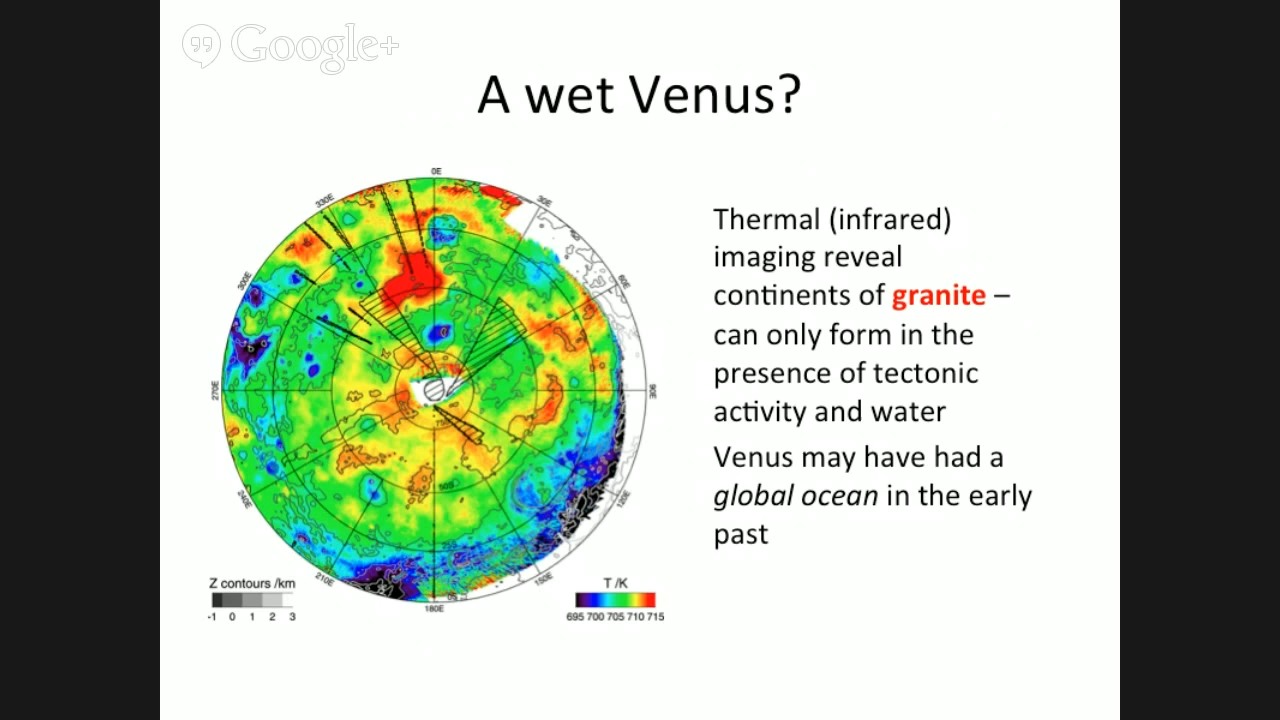 Google+
A wet Venus?
0E
330E
30E
300E
60E
270E
90E
75S
50S
240E
120E
210E
150E
180E
Z contours /km
-1 0 1 2 3
T /K
695 700 705 710 715
Thermal (infrared)
imaging reveal
continents of granite –
can only form in the
presence of tectonic
activity and water
Venus may have had a
global ocean in the early
past